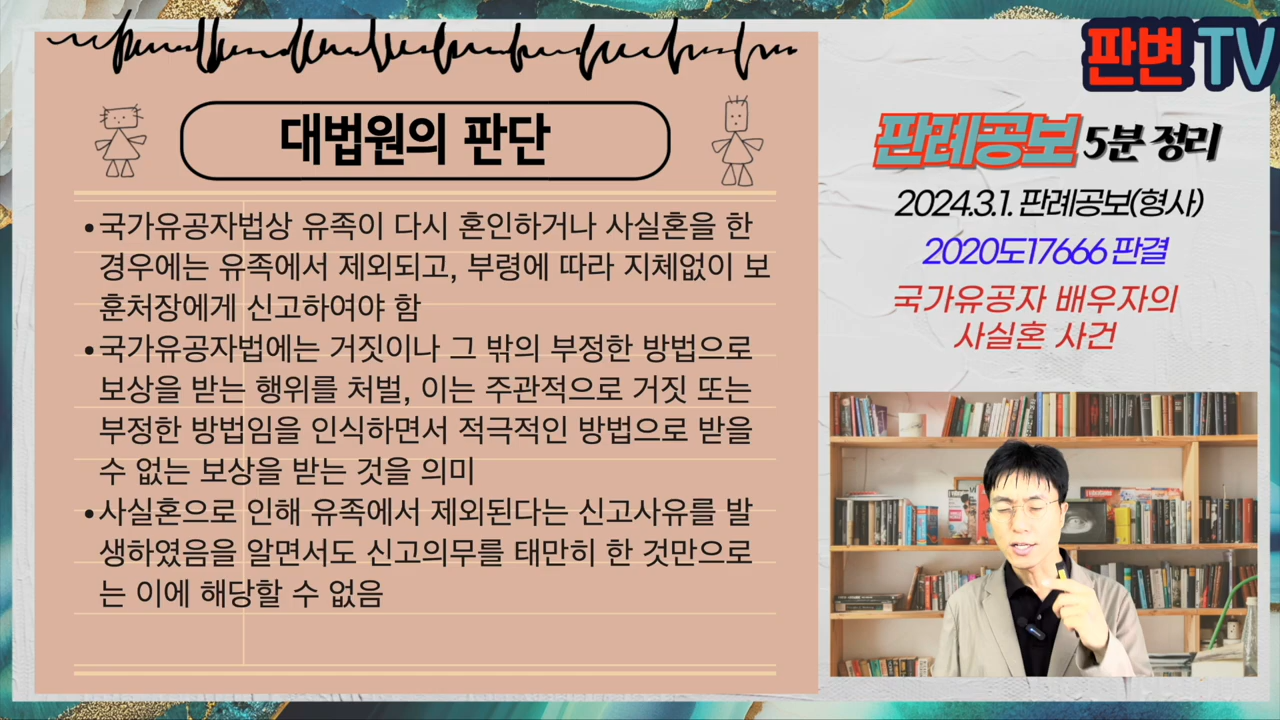 판변 TV
대법원의 판단
•국가유공자법상 유족이 다시 혼인하거나 사실혼을 한
경우에는 유족에서 제외되고, 부령에 따라 지체없이 보
훈처장에게 신고하여야 함
•국가유공자법에는 거짓이나 그 밖의 부정한 방법으로
보상을 받는 행위를 처벌, 이는 주관적으로 거짓 또는
부정한 방법임을 인식하면서 적극적인 방법으로 받을
수 없는 보상을 받는 것을 의미
•사실혼으로 인해 유족에서 제외된다는 신고사유를 발
생하였음을 알면서도 신고의무를 태만히 한 것만으로
는 이에 해당할 수 없음
판례공보 5분 정리
2024.3.1. 판례공보(형사)
2020도17666 판결
국가유공자 배우자의
사실혼 사건